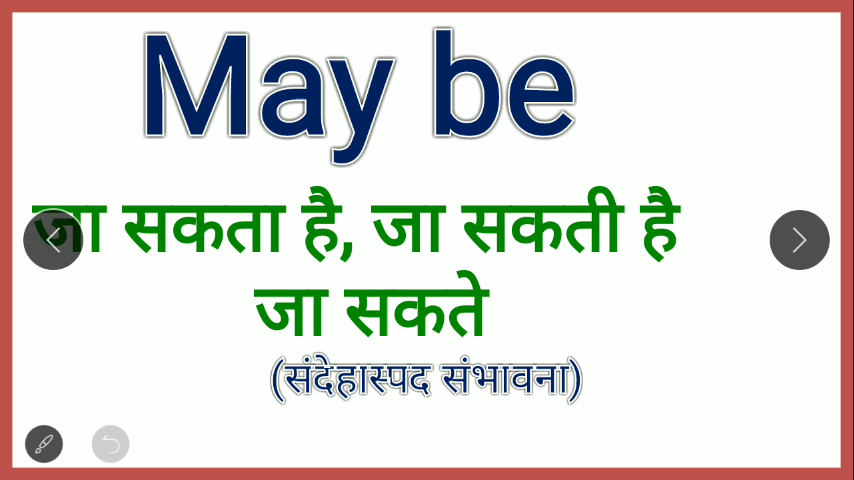 May be
जा सकता है, जा सकती है
जा सकते
(संदेहास्पद संभावना)